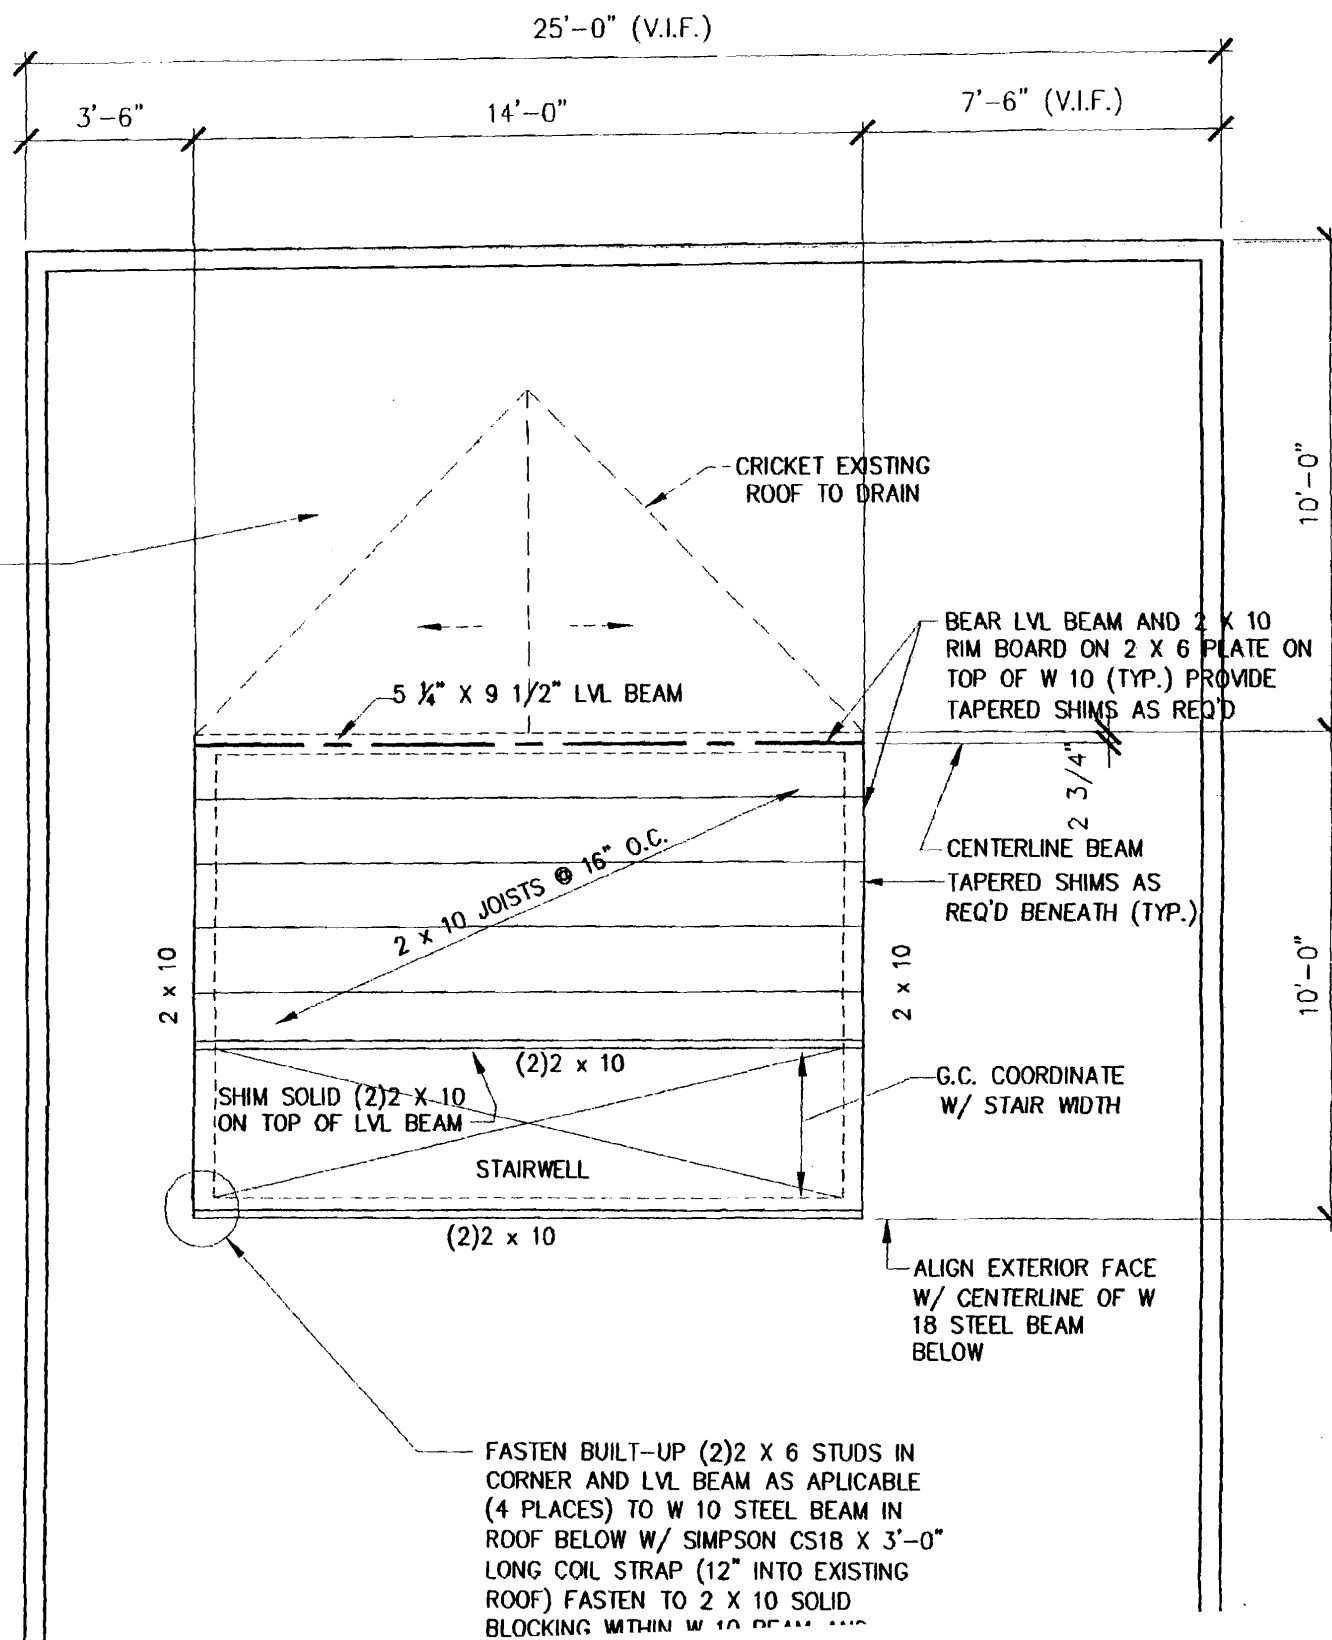 25'-0" (V.I.F.)
3'-6"
14'-0"
7'-6" (V.I.F.)
CRICKET EXISTING
ROOF TO DRAIN
10'-0"
BEAR LVL BEAM AND 2 X 10
RIM BOARD ON 2 X 6 PLATE ON
TOP OF W 10 (TYP.) PROVIDE
TAPERED SHIMS AS REQ'D
5 ¼" X 9 1/2" LVL BEAM
2 3/4"
CENTERLINE BEAM
TAPERED SHIMS AS
REQ'D BENEATH (TYP.)
2 x 10 JOISTS @ 16" O.C.
2 x 10
2 x 10
10'-0"
(2)2 x 10
SHIM SOLID (2)2 X 10
ON TOP OF LVL BEAM
G.C. COORDINATE
W/ STAIR WIDTH
STAIRWELL
(2)2 x 10
ALIGN EXTERIOR FACE
W/ CENTERLINE OF W
18 STEEL BEAM
BELOW
FASTEN BUILT-UP (2)2 X 6 STUDS IN
CORNER AND LVL BEAM AS APLICABLE
(4 PLACES) TO W 10 STEEL BEAM IN
ROOF BELOW W/ SIMPSON CS18 X 3'-0"
LONG COIL STRAP (12" INTO EXISTING
ROOF) FASTEN TO 2 X 10 SOLID
BLOCKING WITHIN W 10 BEAM AND